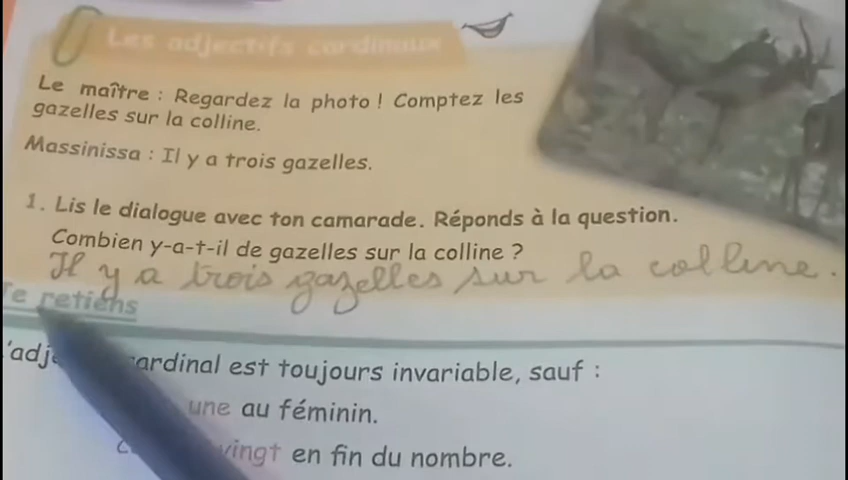 Les adjectifs cardinaux
Le maître : Regardez la photo ! Comptez les
gazelles sur la colline.
Massinissa : Il y a trois gazelles.
1. Lis le dialogue avec ton camarade. Réponds à la question.
Combien y-a-t-il de gazelles sur la colline ?
Il y a trois gazelles sur la colline.
Je retiens
cardinal est toujours invariable, sauf :
une au féminin.
vingt en fin du nombre.